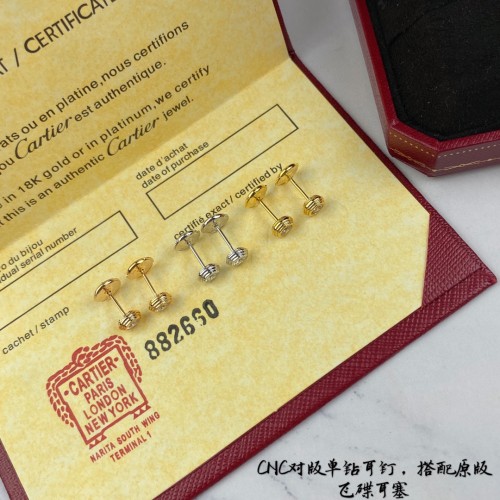 AT / CERTIFICATE
ats ou en platine, nous certifions
ou Cartier est authentique.
in 18K gold or in platinum, we certify
this is an authentic Cartier jewel.
date d'achat
date of purchase
o du bijou
dual serial number
certifié exact / certified by
cachet / stamp
882660
CARTIER
PARIS
LONDON
NEW YORK
NARITA SOUTH WING
TERMINAL 1
CNC对版单钻耳钉，搭配原版
飞碟耳塞